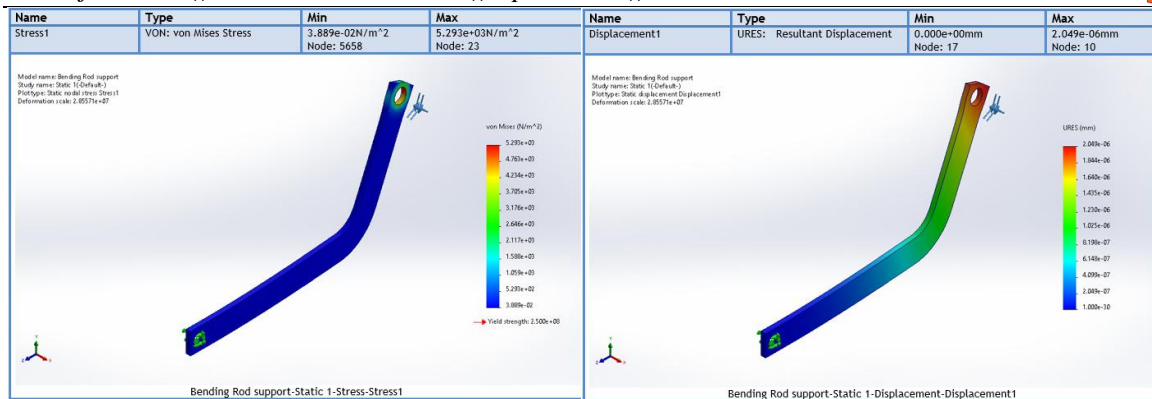 Name Type Min Max
Stress1 VON: von Mises Stress 3.889e-02N/m^2 5.293e+03N/m^2
Node: 5658 Node: 23
Model name: Bending Rod support
Study name: Static 1(-Default-)
Plot type: Static nodal stress Stress1
Deformation scale: 2.85571e+07
von Mises (N/m^2)
5.293e+03
4.763e+03
4.234e+03
3.705e+03
3.176e+03
2.646e+03
2.117e+03
1.588e+03
1.059e+03
5.293e+02
3.889e-02
Yield strength: 2.500e+08
Bending Rod support-Static 1-Stress-Stress1
Name Type Min Max
Displacement1 URES: Resultant Displacement 0.000e+00mm 2.049e-06mm
Node: 17 Node: 10
Model name: Bending Rod support
Study name: Static 1(-Default-)
Plot type: Static displacement Displacement1
Deformation scale: 2.85571e+07
URES (mm)
2.049e-06
1.844e-06
1.640e-06
1.435e-06
1.230e-06
1.025e-06
8.198e-07
6.148e-07
4.099e-07
2.049e-07
1.000e-30
Bending Rod support-Static 1-Displacement-Displacement1